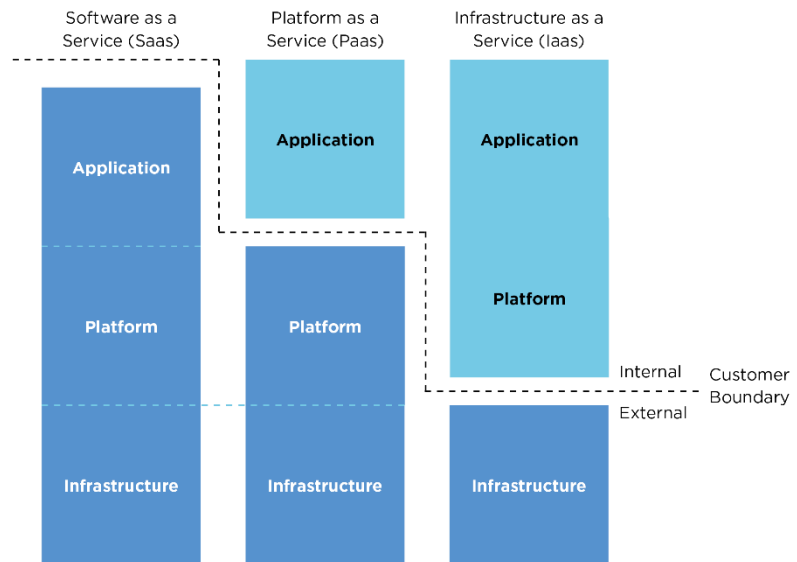 Software as a
Service (Saas)
Platform as a
Service (Paas)
Infrastructure as a
Service (Iaas)
Application
Application
Application
Platform
Platform
Platform
Internal
Customer
Boundary
External
Infrastructure
Infrastructure
Infrastructure